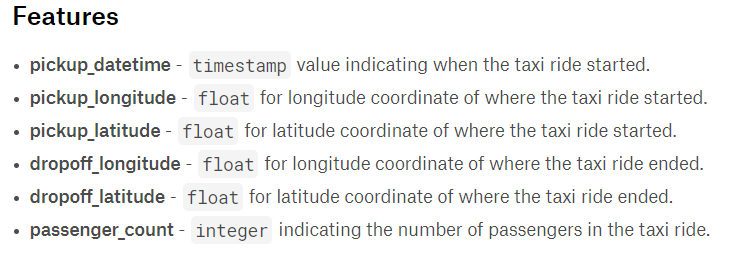 Features
• pickup_datetime - timestamp value indicating when the taxi ride started.
• pickup_longitude - float for longitude coordinate of where the taxi ride started.
• pickup_latitude - float for latitude coordinate of where the taxi ride started.
• dropoff_longitude - float for longitude coordinate of where the taxi ride ended.
• dropoff_latitude - float for latitude coordinate of where the taxi ride ended.
• passenger_count - integer indicating the number of passengers in the taxi ride.